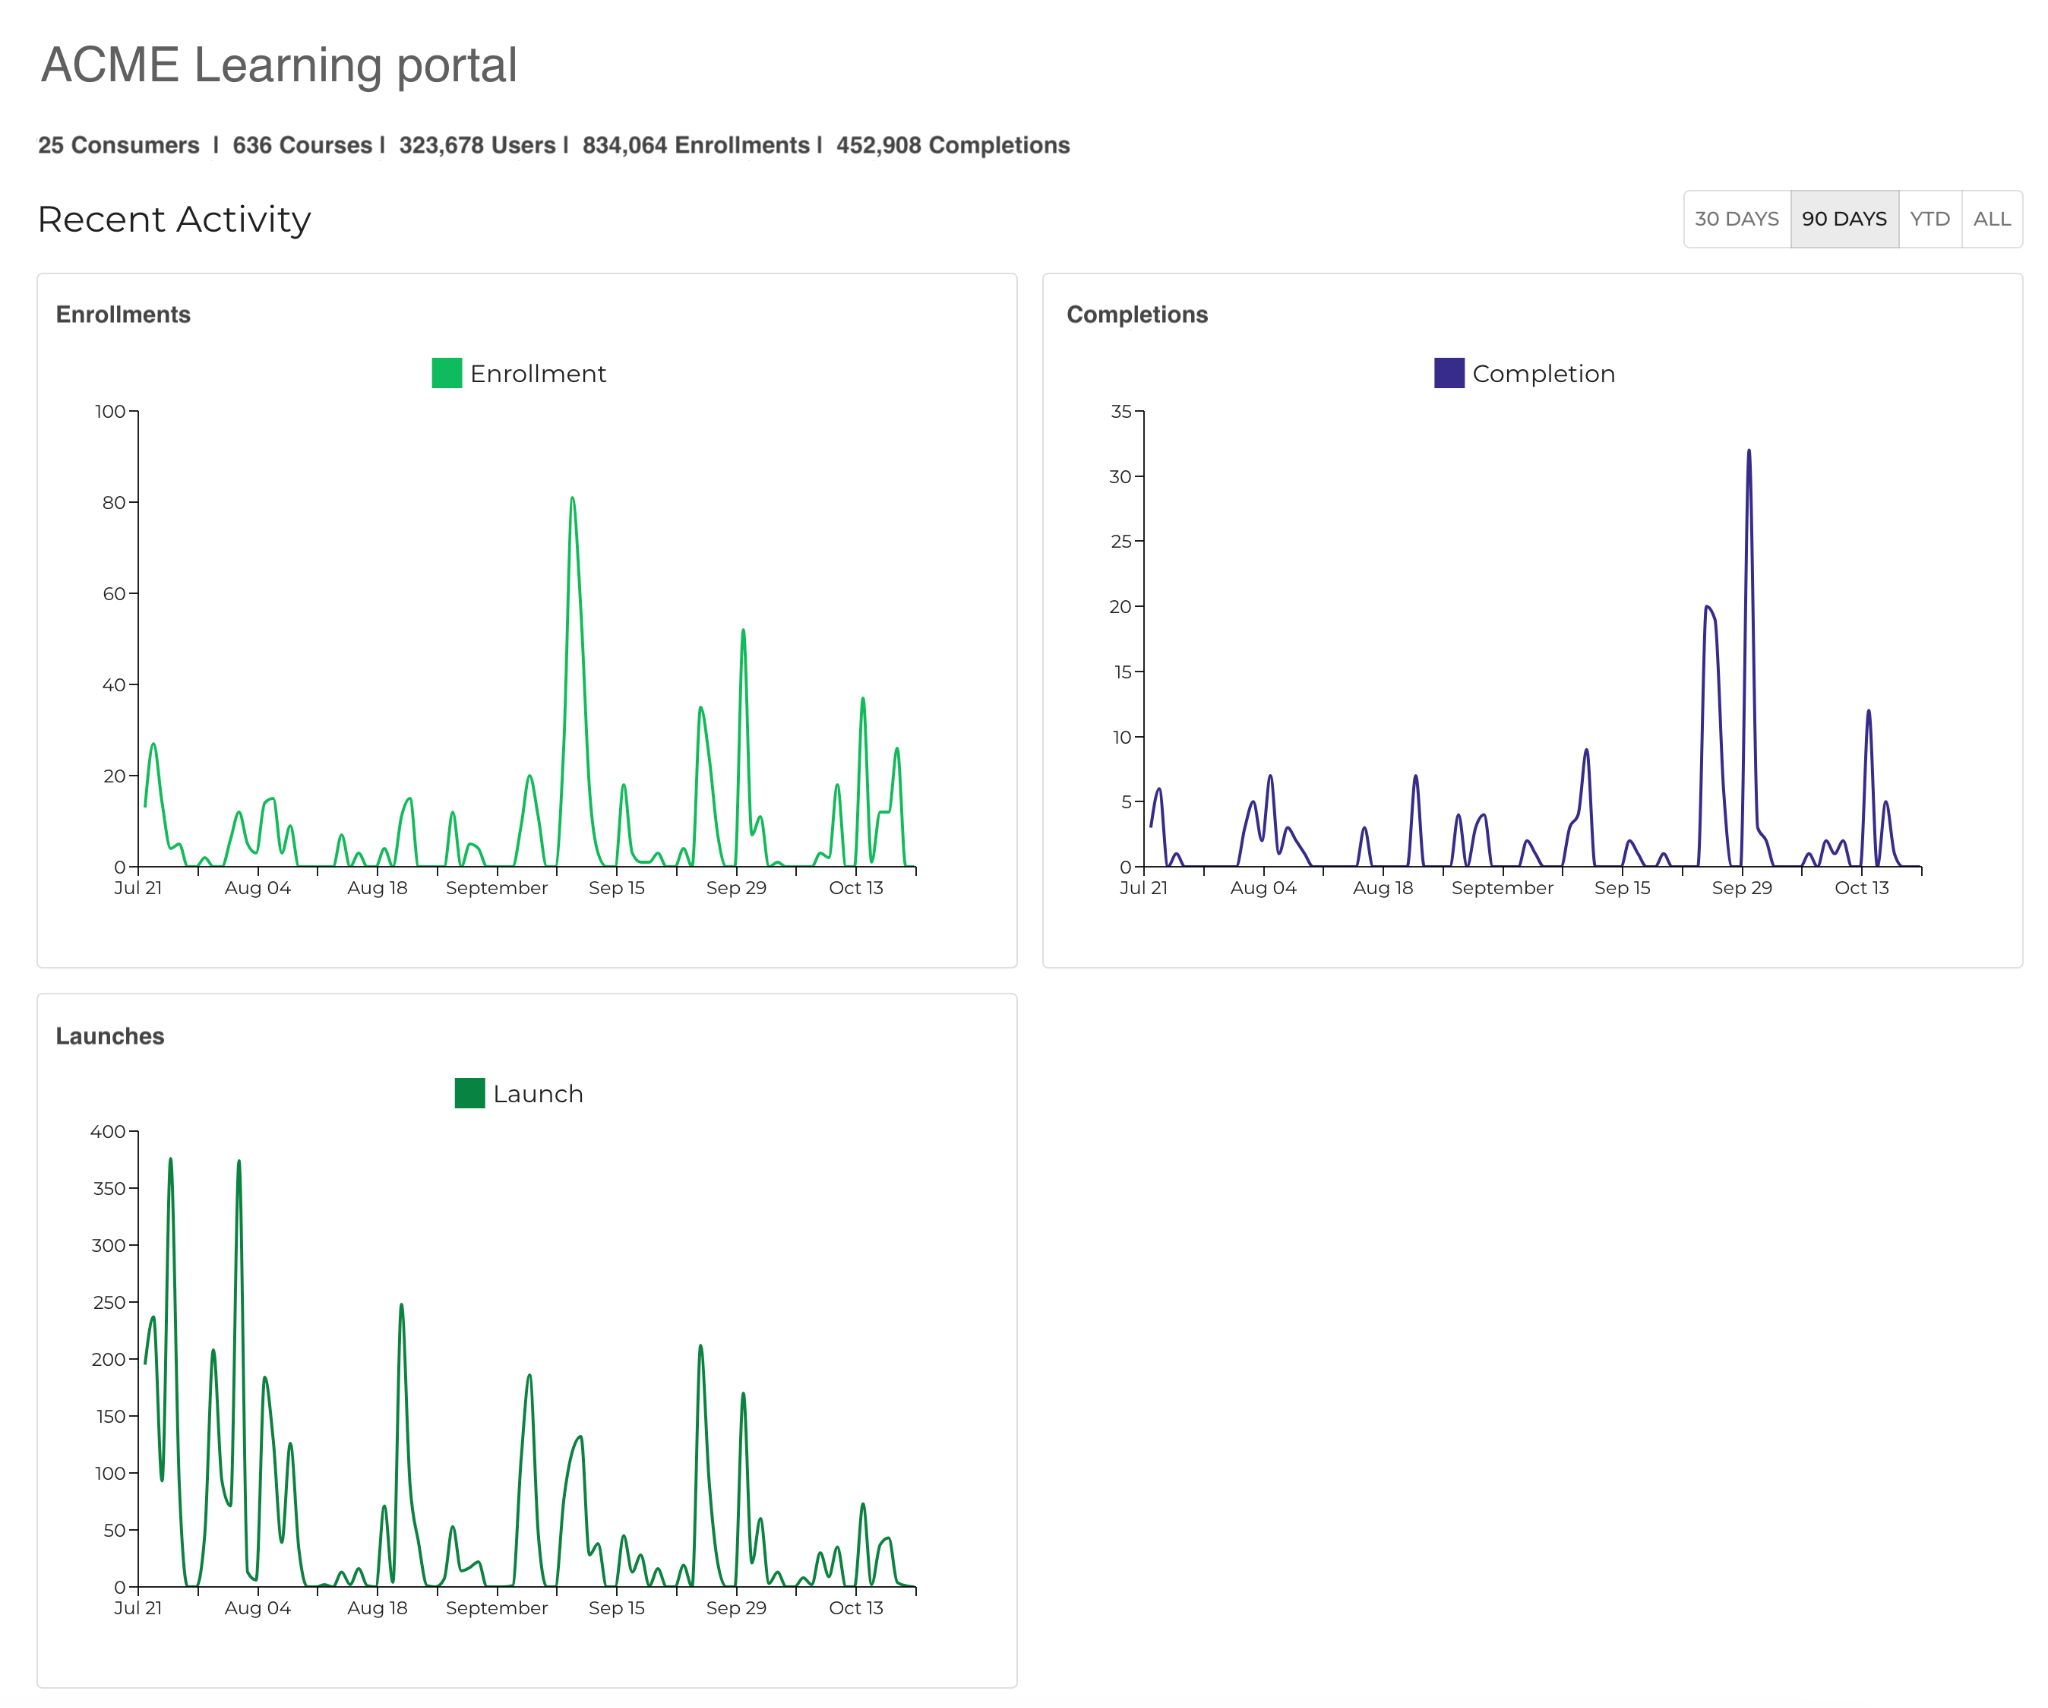 ACME Learning portal
25 Consumers | 636 Courses | 323,678 Users | 834,064 Enrollments | 452,908 Completions
Recent Activity
30 DAYS 90 DAYS YTD ALL
Enrollments
Enrollment
100
80
60
40
20
0
Jul 21 Aug 04 Aug 18 September Sep 15 Sep 29 Oct 13
Completions
Completion
35
30
25
20
15
10
5
0
Jul 21 Aug 04 Aug 18 September Sep 15 Sep 29 Oct 13
Launches
Launch
400
350
300
250
200
150
100
50
0
Jul 21 Aug 04 Aug 18 September Sep 15 Sep 29 Oct 13